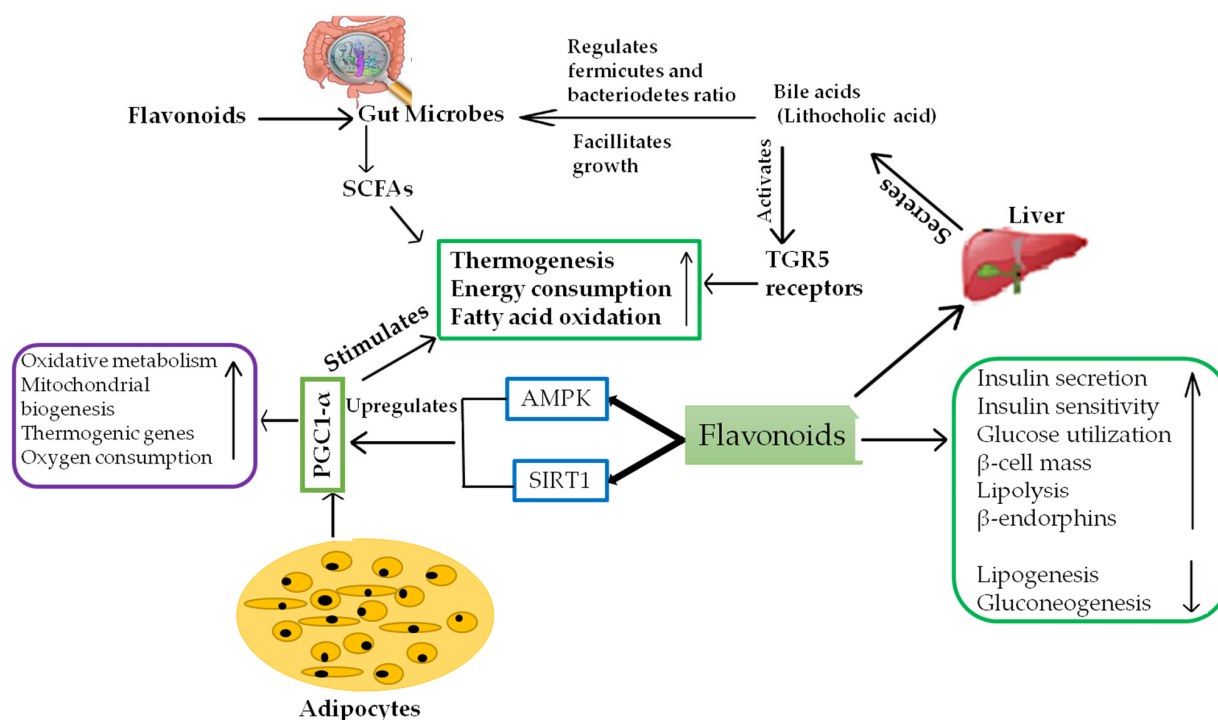 Regulates
fermicutes and
bacteriodetes ratio
Bile acids
(Lithocholic acid)
Flavonoids
Gut Microbes
Facillitates
growth
SCFAs
Activates
Secretes
Liver
Thermogenesis
Energy consumption
Fatty acid oxidation
TGR5
receptors
Stimulates
Oxidative metabolism
Mitochondrial
biogenesis
Thermogenic genes
Oxygen consumption
PGC1-α
Upregulates
AMPK
SIRT1
Flavonoids
Insulin secretion
Insulin sensitivity
Glucose utilization
β-cell mass
Lipolysis
β-endorphins
Lipogenesis
Gluconeogenesis
Adipocytes